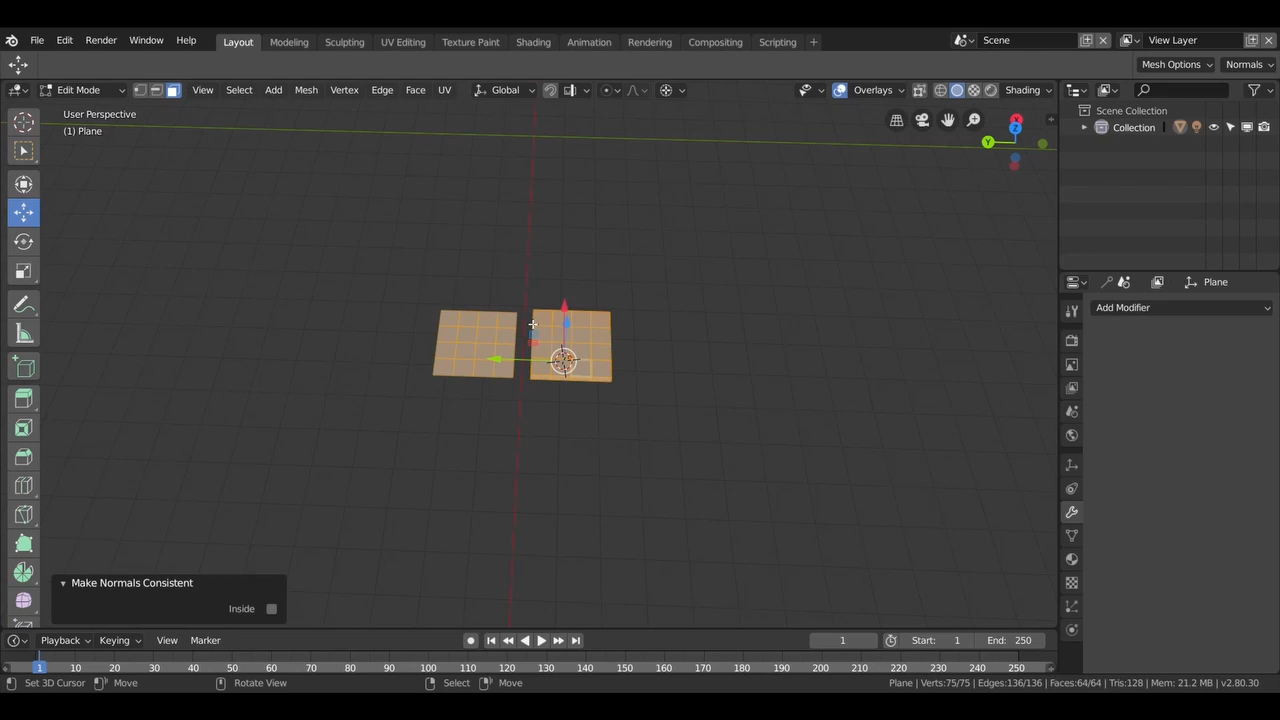 File Edit Render Window Help Layout Modeling Sculpting UV Editing Texture Paint Shading Animation Rendering Compositing Scripting + Scene View Layer
Mesh Options Normals
Edit Mode View Select Add Mesh Vertex Edge Face UV Global Overlays Shading
User Perspective
(1) Plane
X
Y
Z
Scene Collection
Collection
Plane
Add Modifier
Make Normals Consistent
Inside
Playback Keying View Marker 1 Start: 1 End: 250
1 10 20 30 40 50 60 70 80 90 100 110 120 130 140 150 160 170 180 190 200 210 220 230 240 250
Set 3D Cursor Move Rotate View Select Move Plane | Verts:75/75 | Edges:136/136 | Faces:64/64 | Tris:128 | Mem: 21.2 MB | v2.80.30